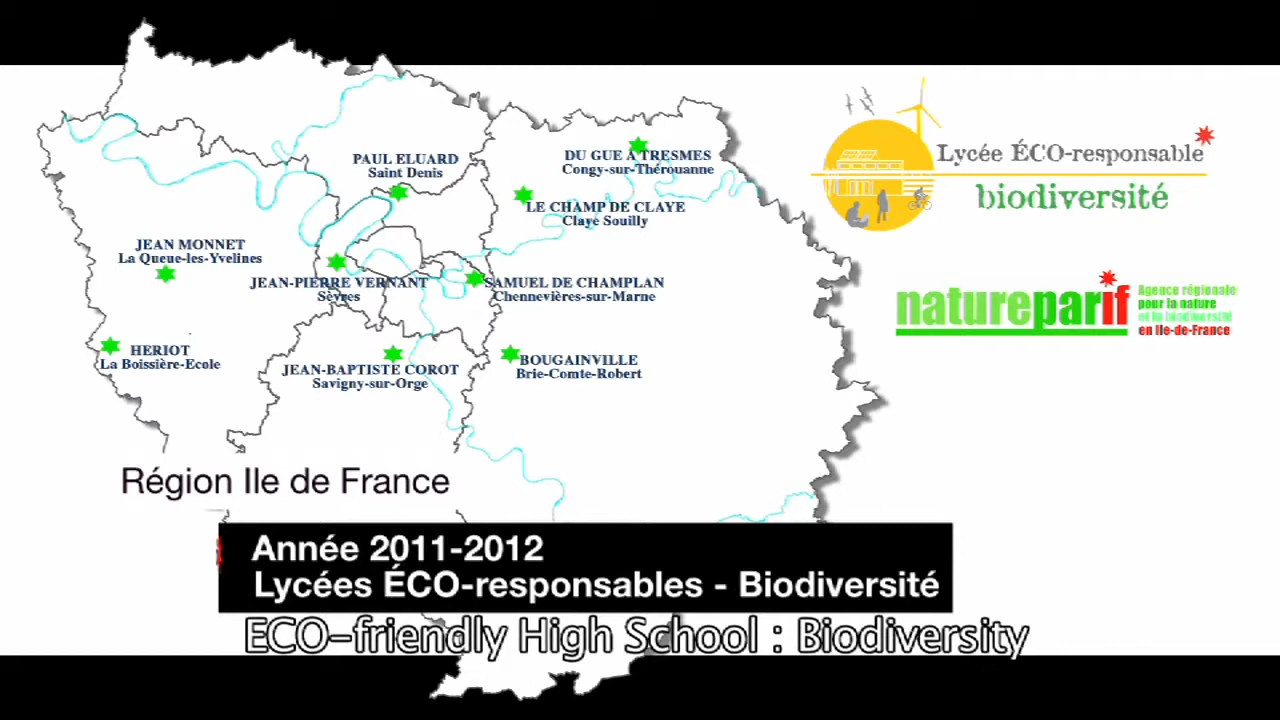 PAUL ELUARD
Saint Denis
DU GUE A TRESMES
Congy-sur-Thérouanne
LE CHAMP DE CLAYE
Claye Souilly
JEAN MONNET
La Queue-les-Yvelines
JEAN-PIERRE VERNANT
Sèvres
SAMUEL DE CHAMPLAN
Chennevières-sur-Marne
HERIOT
La Boissière-Ecole
JEAN-BAPTISTE COROT
Savigny-sur-Orge
BOUGAINVILLE
Brie-Comte-Robert
Lycée ÉCO-responsable
biodiversité
natureparif
Agence régionale
pour la nature
et la biodiversité
en Ile-de-France
Région Ile de France
Année 2011-2012
Lycées ÉCO-responsables - Biodiversité
ECO-friendly High School : Biodiversity